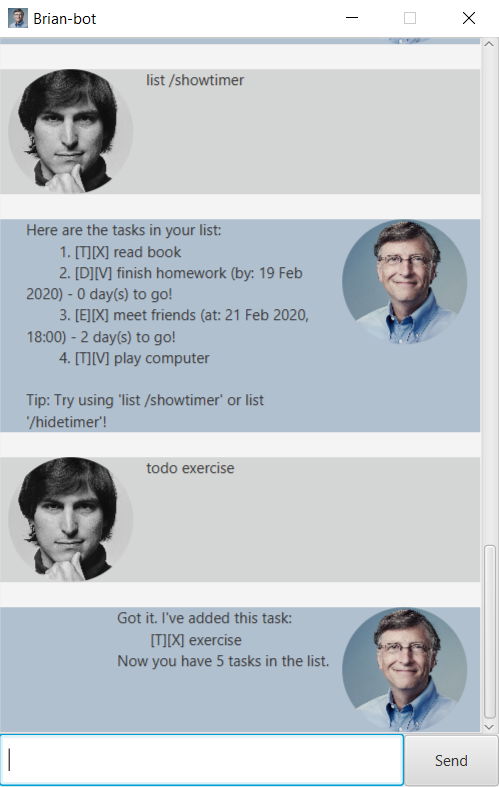 Brian-bot
list /showtimer
Here are the tasks in your list:
1. [T][X] read book
2. [D][V] finish homework (by: 19 Feb
2020) - 0 day(s) to go!
3. [E][X] meet friends (at: 21 Feb 2020,
18:00) - 2 day(s) to go!
4. [T][V] play computer
Tip: Try using 'list /showtimer' or list
'/hidetimer'!
todo exercise
Got it. I've added this task:
[T][X] exercise
Now you have 5 tasks in the list.
Send